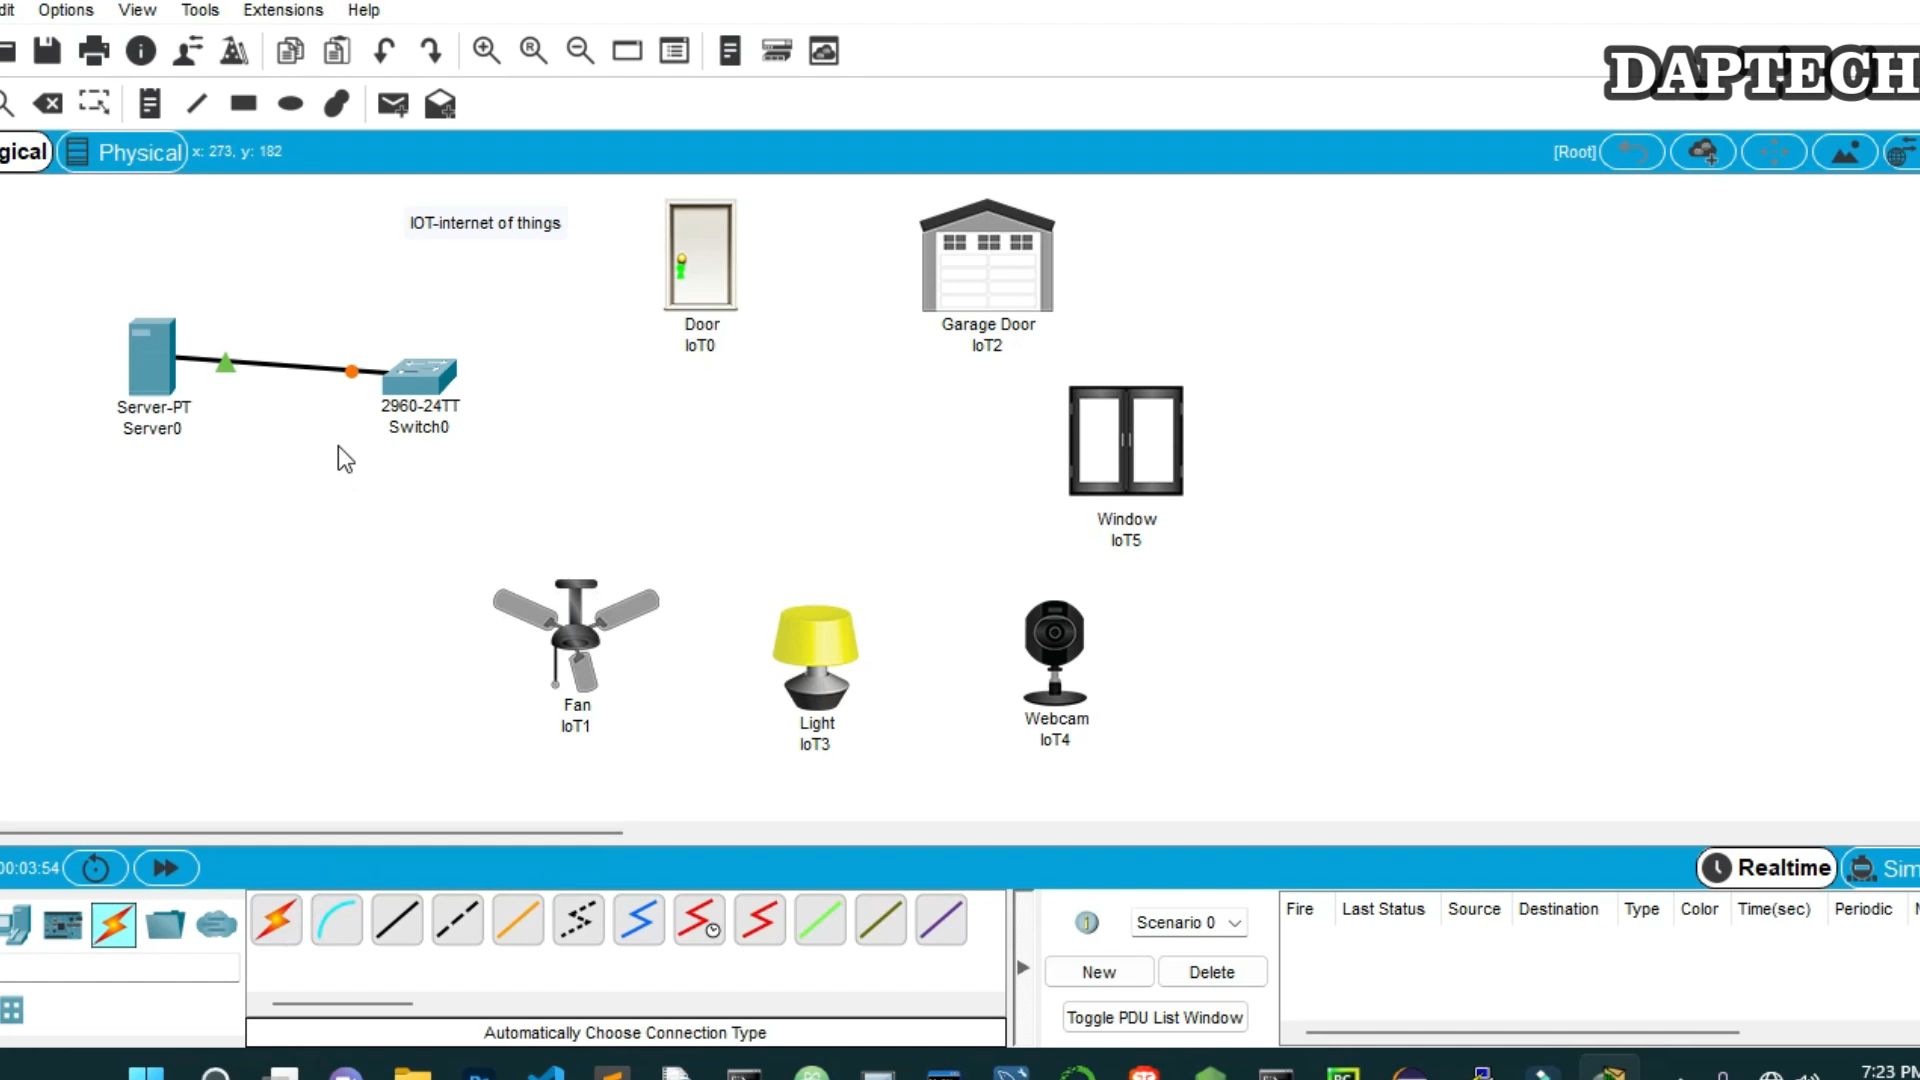 dit Options View Tools Extensions Help
DAPTECH
gical Physical x: 273, y: 182 [Root]
IOT-internet of things
Door
IoT0
Garage Door
IoT2
Server-PT
Server0
2960-24TT
Switch0
Window
IoT5
Fan
IoT1
Light
IoT3
Webcam
IoT4
00:03:54 Realtime Sim
Scenario 0
New Delete
Toggle PDU List Window
Fire Last Status Source Destination Type Color Time(sec) Periodic
Automatically Choose Connection Type
7:23 PM